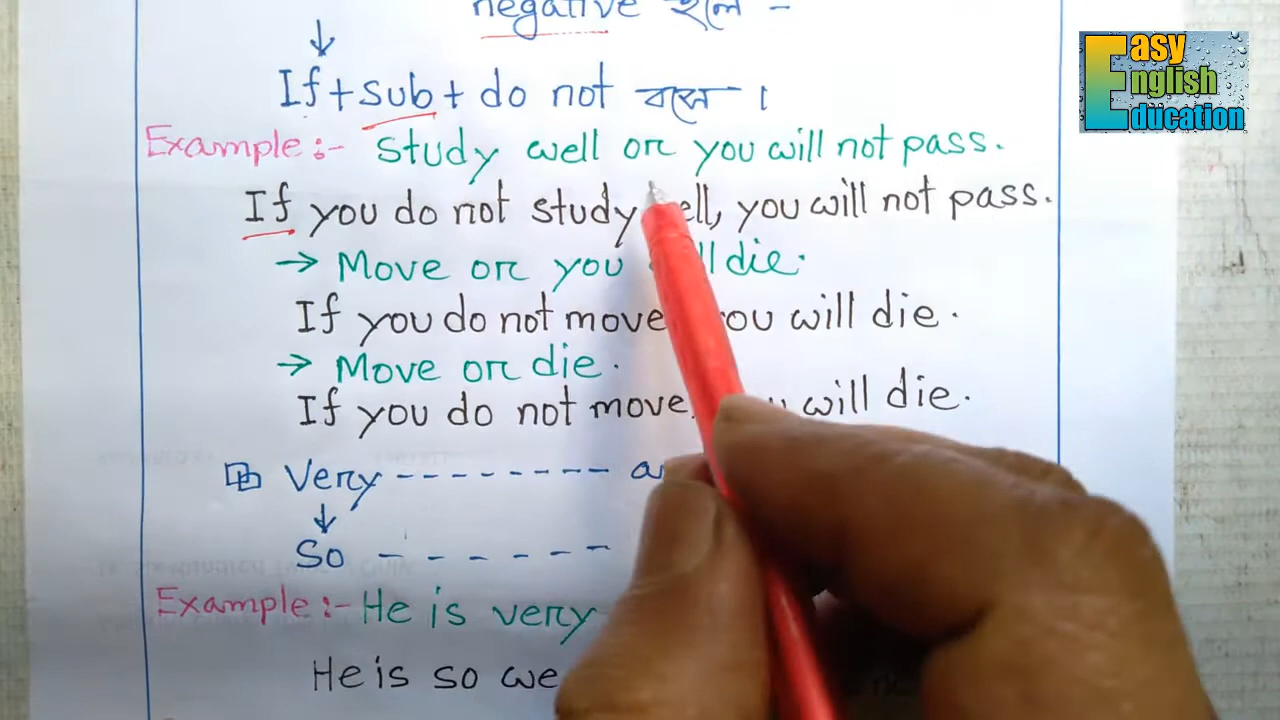 negative হলে -
↓
If + sub + do not বসে ।
Example :- Study well or you will not pass.
If you do not study well, you will not pass.
→ Move or you will die.
If you do not move, you will die.
→ Move or die.
If you do not move, you will die.
Very --------
↓
So ------
Example :- He is very
He is so
Easy
English
Education